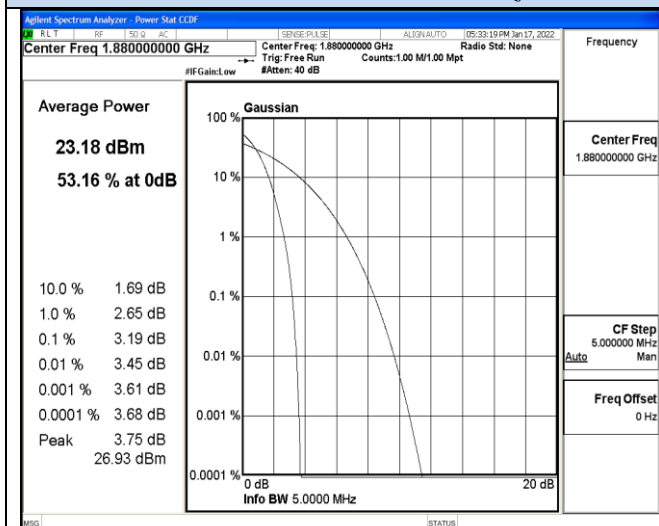 Agilent Spectrum Analyzer - Power Stat CCDF
R L T RF 50 Ω AC SENSE:PULSE ALIGN AUTO 05:33:19 PM Jan 17, 2022
Center Freq 1.880000000 GHz
Center Freq: 1.880000000 GHz Radio Std: None
Trig: Free Run Counts:1.00 M/1.00 Mpt
#IFGain:Low #Atten: 40 dB
Frequency
Average Power
23.18 dBm
53.16 % at 0dB
10.0 % 1.69 dB
1.0 % 2.65 dB
0.1 % 3.19 dB
0.01 % 3.45 dB
0.001 % 3.61 dB
0.0001 % 3.68 dB
Peak 3.75 dB
26.93 dBm
Gaussian
100 %
10 %
1 %
0.1 %
0.01 %
0.001 %
0.0001 %
0 dB 20 dB
Info BW 5.0000 MHz
Center Freq
1.880000000 GHz
CF Step
5.000000 MHz
Auto Man
Freq Offset
0 Hz
MSG STATUS